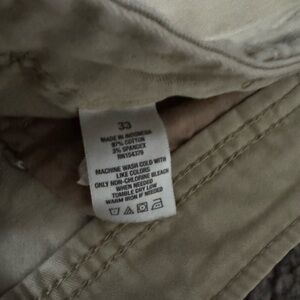 33
MADE IN INDONESIA
97% COTTON
3% SPANDEX
RN154379
MACHINE WASH COLD WITH
LIKE COLORS
ONLY NON-CHLORINE BLEACH
WHEN NEEDED
TUMBLE DRY LOW
WARM IRON IF NEEDED